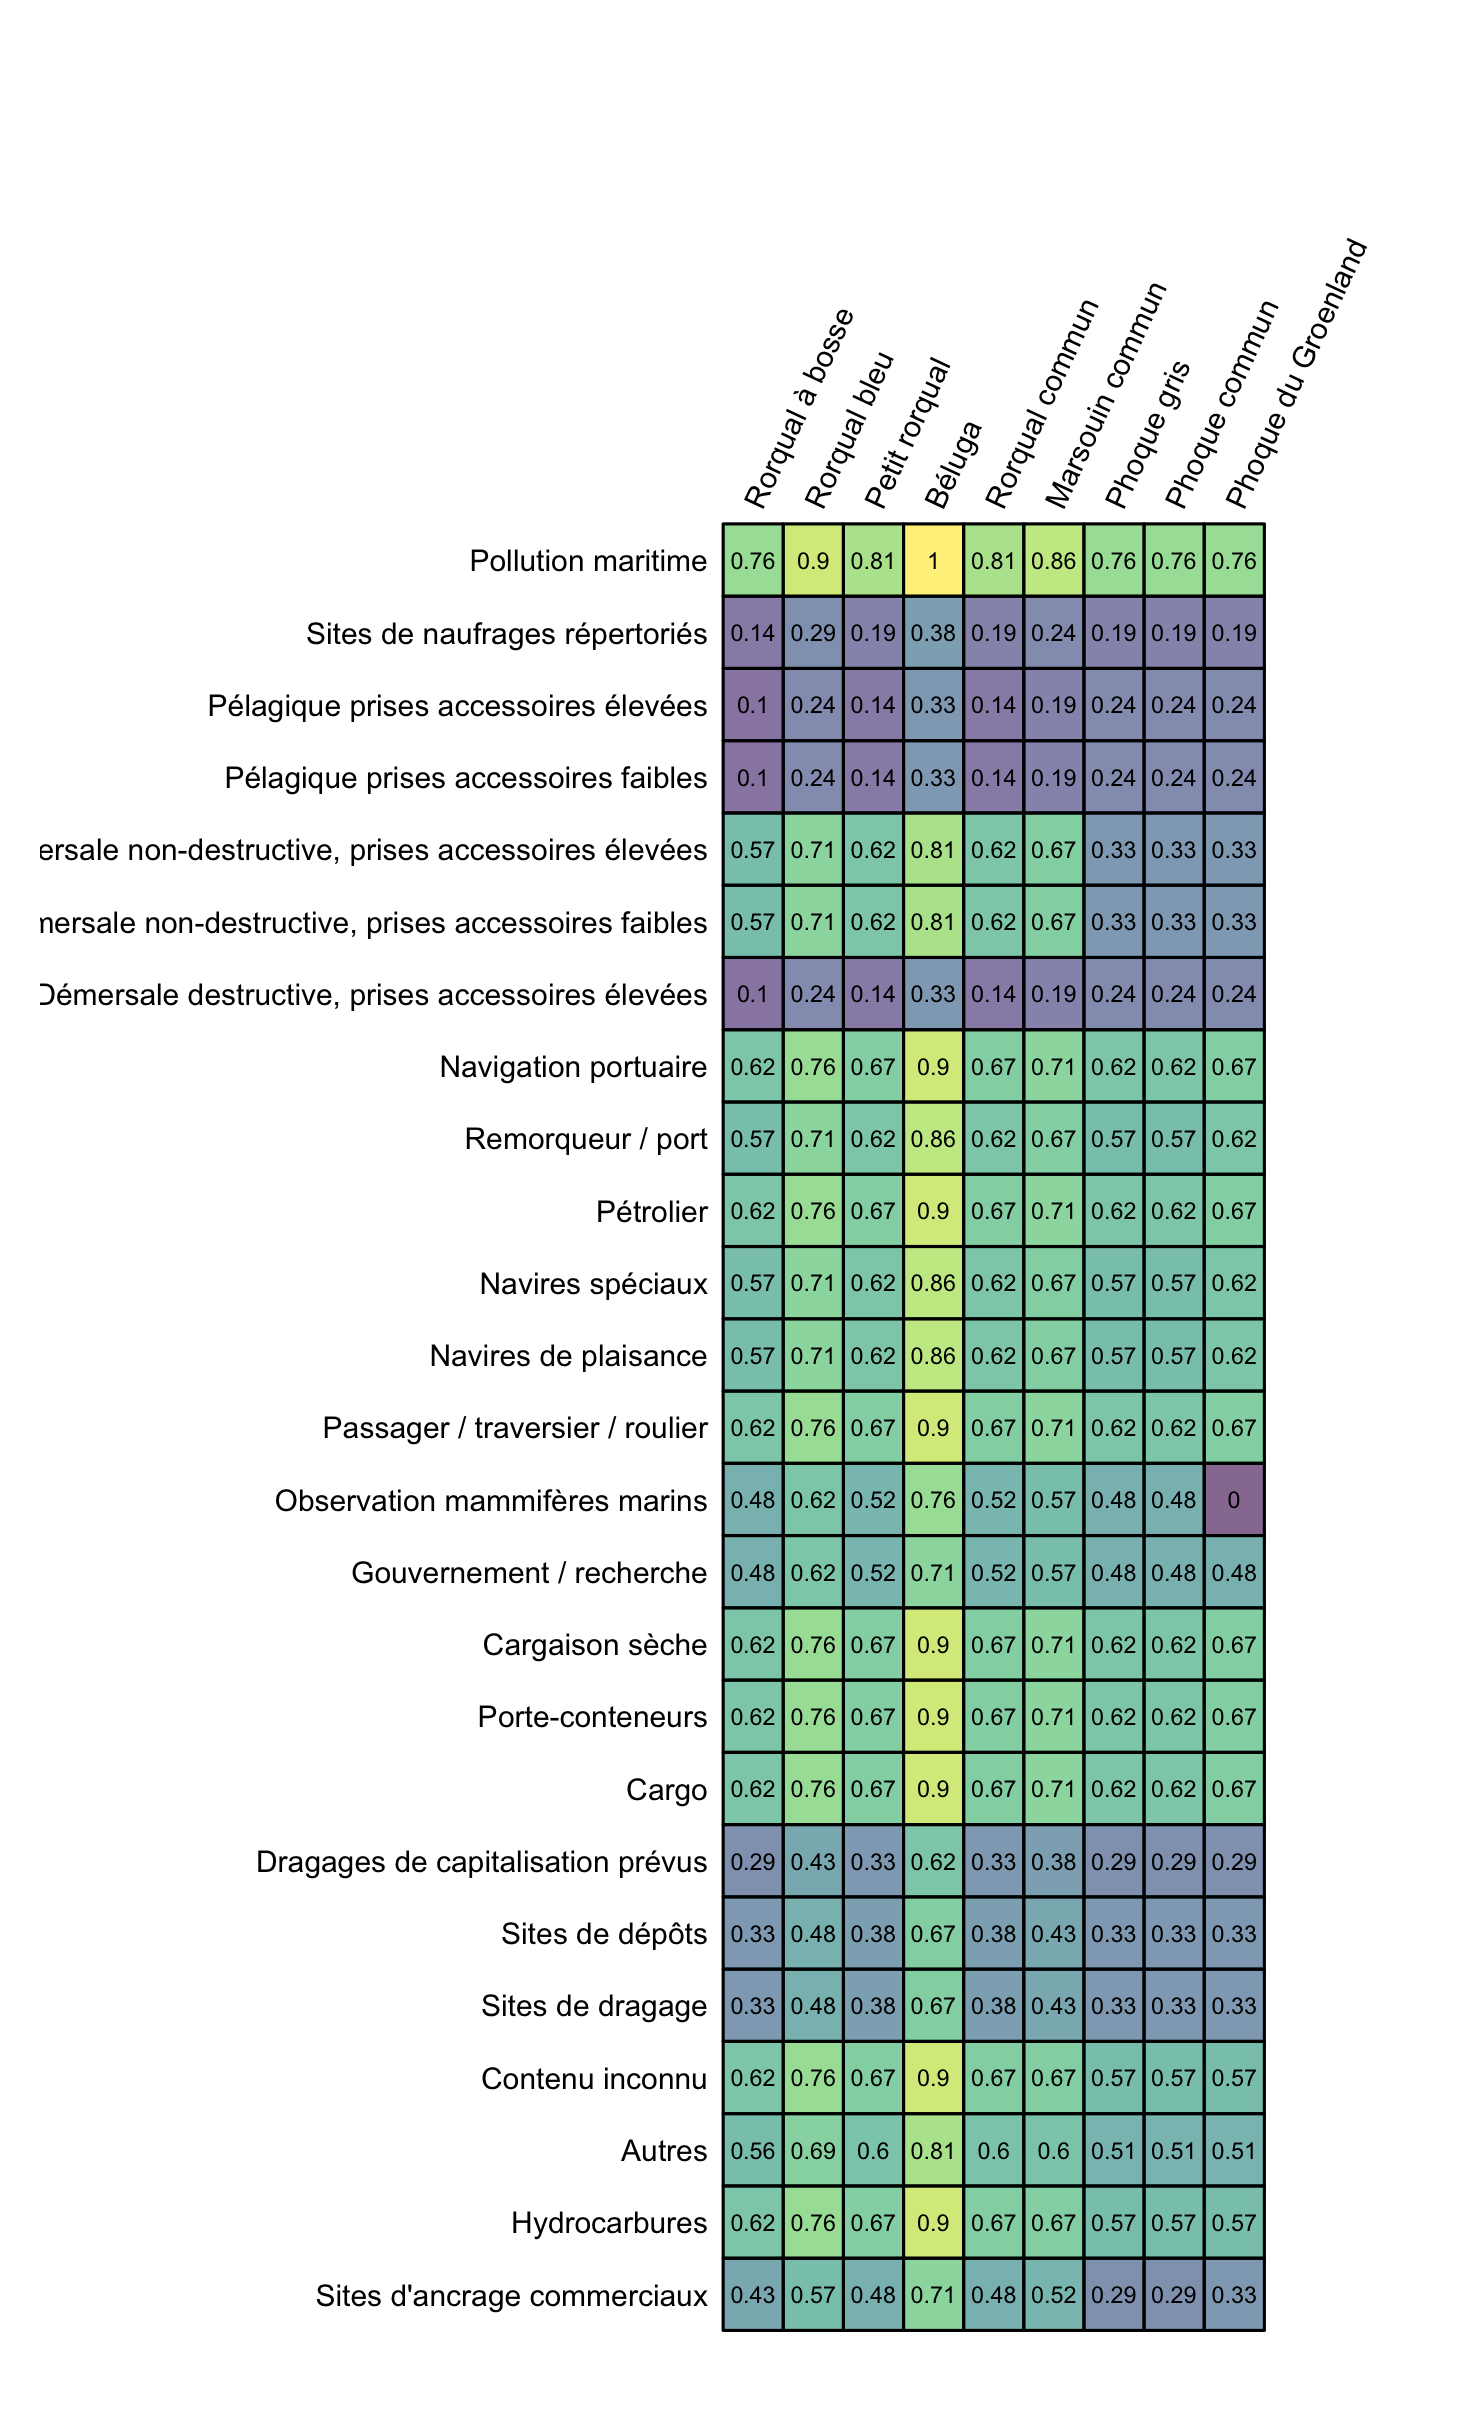 Rorqual à bosse Rorqual bleu Petit rorqual Béluga Rorqual commun Marsouin commun Phoque gris Phoque commun Phoque du Groenland
Pollution maritime 0.76 0.9 0.81 1 0.81 0.86 0.76 0.76 0.76
Sites de naufrages répertoriés 0.14 0.29 0.19 0.38 0.19 0.24 0.19 0.19 0.19
Pélagique prises accessoires élevées 0.1 0.24 0.14 0.33 0.14 0.19 0.24 0.24 0.24
Pélagique prises accessoires faibles 0.1 0.24 0.14 0.33 0.14 0.19 0.24 0.24 0.24
ersale non-destructive, prises accessoires élevées 0.57 0.71 0.62 0.81 0.62 0.67 0.33 0.33 0.33
mersale non-destructive, prises accessoires faibles 0.57 0.71 0.62 0.81 0.62 0.67 0.33 0.33 0.33
Démersale destructive, prises accessoires élevées 0.1 0.24 0.14 0.33 0.14 0.19 0.24 0.24 0.24
Navigation portuaire 0.62 0.76 0.67 0.9 0.67 0.71 0.62 0.62 0.67
Remorqueur / port 0.57 0.71 0.62 0.86 0.62 0.67 0.57 0.57 0.62
Pétrolier 0.62 0.76 0.67 0.9 0.67 0.71 0.62 0.62 0.67
Navires spéciaux 0.57 0.71 0.62 0.86 0.62 0.67 0.57 0.57 0.62
Navires de plaisance 0.57 0.71 0.62 0.86 0.62 0.67 0.57 0.57 0.62
Passager / traversier / roulier 0.62 0.76 0.67 0.9 0.67 0.71 0.62 0.62 0.67
Observation mammifères marins 0.48 0.62 0.52 0.76 0.52 0.57 0.48 0.48 0
Gouvernement / recherche 0.48 0.62 0.52 0.71 0.52 0.57 0.48 0.48 0.48
Cargaison sèche 0.62 0.76 0.67 0.9 0.67 0.71 0.62 0.62 0.67
Porte-conteneurs 0.62 0.76 0.67 0.9 0.67 0.71 0.62 0.62 0.67
Cargo 0.62 0.76 0.67 0.9 0.67 0.71 0.62 0.62 0.67
Dragages de capitalisation prévus 0.29 0.43 0.33 0.62 0.33 0.38 0.29 0.29 0.29
Sites de dépôts 0.33 0.48 0.38 0.67 0.38 0.43 0.33 0.33 0.33
Sites de dragage 0.33 0.48 0.38 0.67 0.38 0.43 0.33 0.33 0.33
Contenu inconnu 0.62 0.76 0.67 0.9 0.67 0.67 0.57 0.57 0.57
Autres 0.56 0.69 0.6 0.81 0.6 0.6 0.51 0.51 0.51
Hydrocarbures 0.62 0.76 0.67 0.9 0.67 0.67 0.57 0.57 0.57
Sites d'ancrage commerciaux 0.43 0.57 0.48 0.71 0.48 0.52 0.29 0.29 0.33